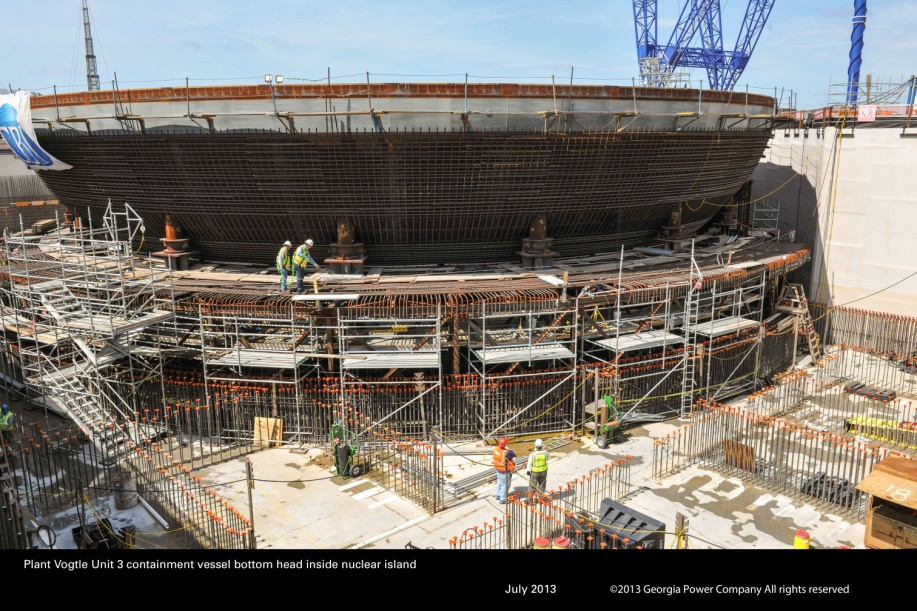 18
Plant Vogtle Unit 3 containment vessel bottom head inside nuclear island
July 2013 ©2013 Georgia Power Company All rights reserved